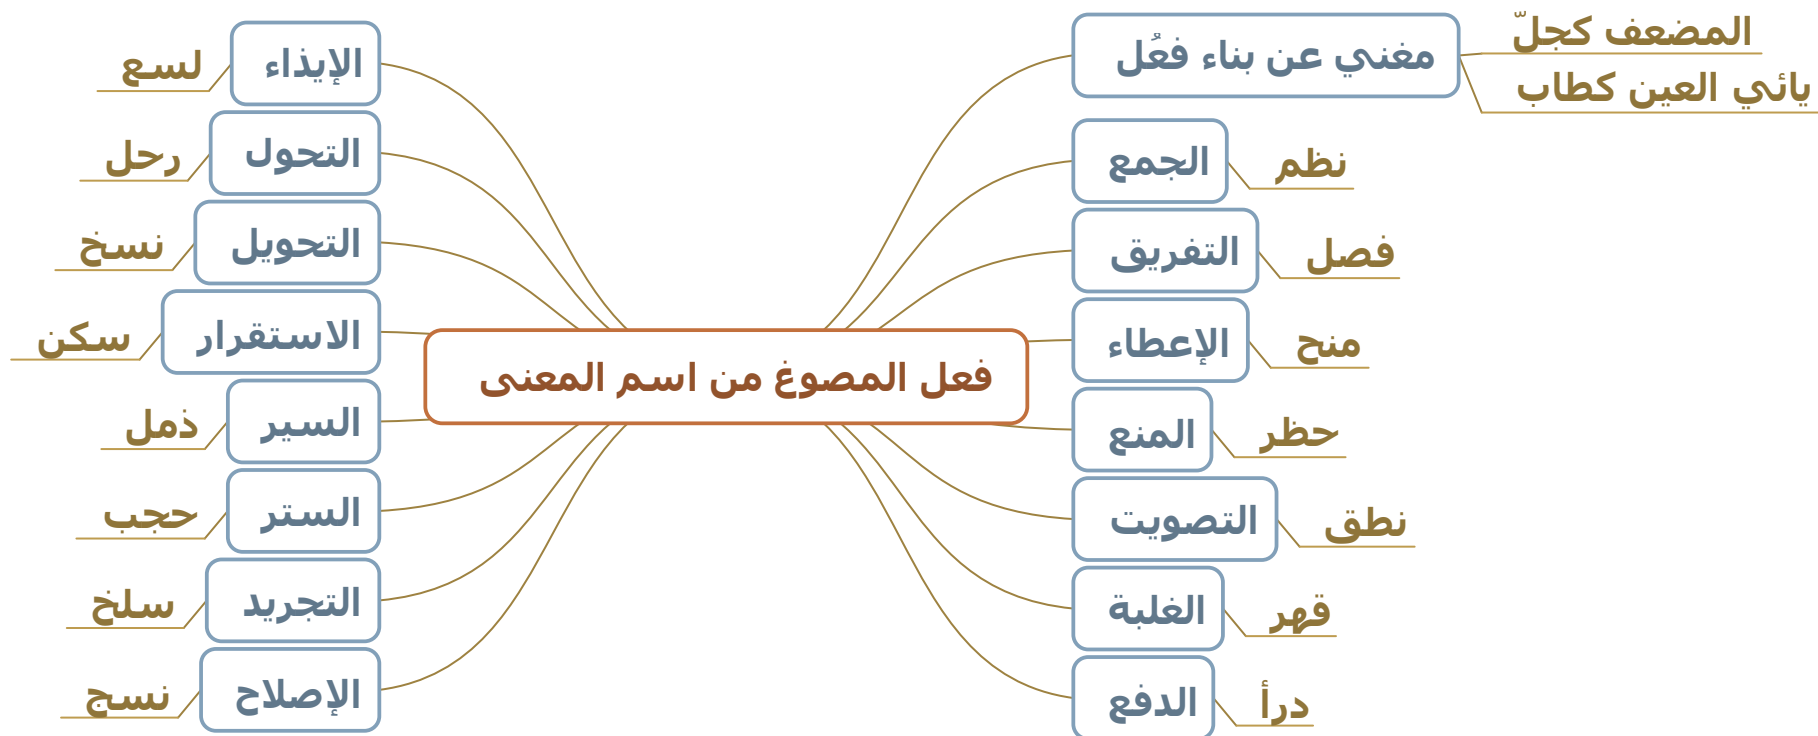 فعل المصوغ من اسم المعنى
مغني عن بناء فعُل
المضعف كجلّ
يائي العين كطاب
الجمع
نظم
التفريق
فصل
الإعطاء
منح
المنع
حظر
التصويت
نطق
الغلبة
قهر
الدفع
درأ
الإيذاء
لسع
التحول
رحل
التحويل
نسخ
الاستقرار
سكن
السير
ذمل
الستر
حجب
التجريد
سلخ
الإصلاح
نسج